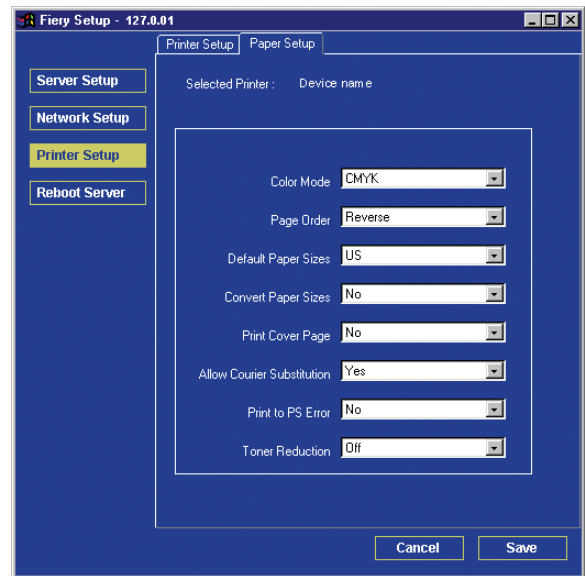 Fiery Setup - 127.0.01
Printer Setup Paper Setup
Server Setup
Network Setup
Printer Setup
Reboot Server
Selected Printer : Device name
Color Mode CMYK
Page Order Reverse
Default Paper Sizes US
Convert Paper Sizes No
Print Cover Page No
Allow Courier Substitution Yes
Print to PS Error No
Toner Reduction Off
Cancel Save